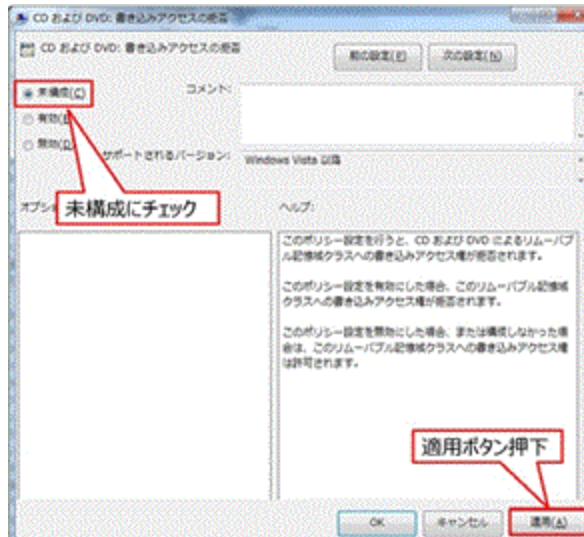 CD および DVD: 書き込みアクセスの拒否
CD および DVD: 書き込みアクセスの拒否
前の設定(P)
次の設定(N)
未構成(C)
コメント:
有効(E)
無効(D)
サポートされるバージョン:
Windows Vista 以降
未構成にチェック
オプシ
ヘルプ:
このポリシー設定を行うと、CD および DVD によるリムーバブ
ル記憶域クラスへの書き込みアクセス権が拒否されます。
このポリシー設定を有効にした場合、このリムーバブル記憶域
クラスへの書き込みアクセス権が拒否されます。
このポリシー設定を無効にした場合、または構成しなかった場
合は、このリムーバブル記憶域クラスへの書き込みアクセス権
は許可されます。
適用ボタン押下
OK
キャンセル
適用(A)